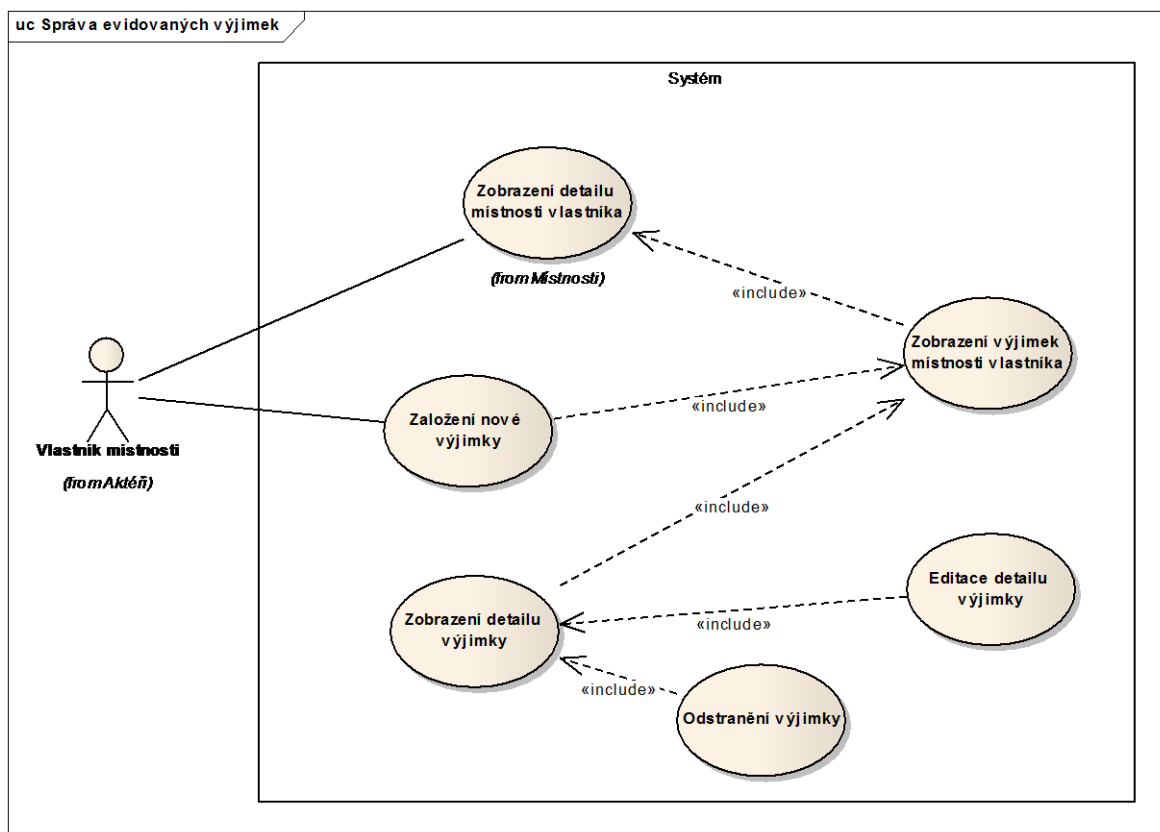 uc Správa evidovaných výjimek
Systém
Zobrazení detailu
místnosti vlastníka
(from Místnosti)
«include»
Zobrazení výjimek
místnosti vlastníka
Založení nové
výjimky
«include»
Vlastník místnosti
(from Aktéři)
«include»
Editace detailu
výjimky
Zobrazení detailu
výjimky
«include»
«include»
Odstranění výjimky